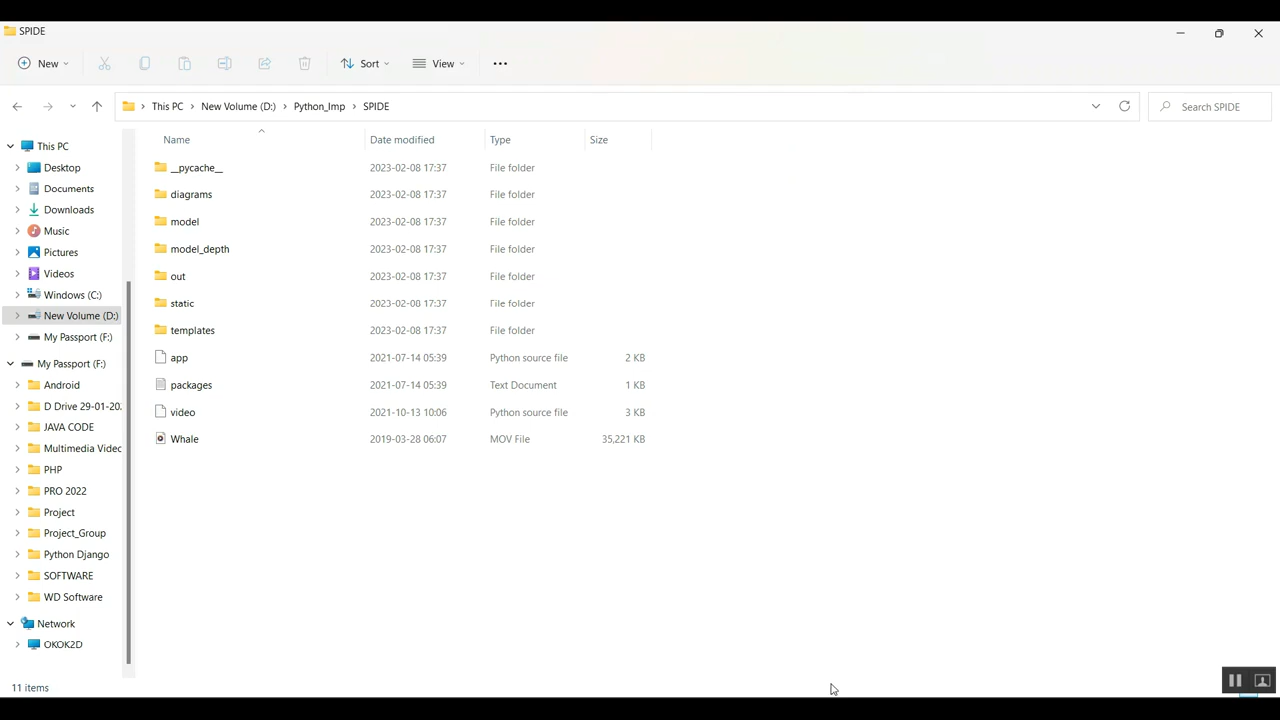 SPIDE
New
Sort
View
This PC
New Volume (D:)
Python_Imp
SPIDE
Search SPIDE
This PC
Desktop
Documents
Downloads
Music
Pictures
Videos
Windows (C:)
New Volume (D:)
My Passport (F:)
My Passport (F:)
Android
D Drive 29-01-20
JAVA CODE
Multimedia Videc
PHP
PRO 2022
Project
Project_Group
Python Django
SOFTWARE
WD Software
Network
OKOK2D
Name Date modified Type Size
__pycache__ 2023-02-08 17:37 File folder
diagrams 2023-02-08 17:37 File folder
model 2023-02-08 17:37 File folder
model_depth 2023-02-08 17:37 File folder
out 2023-02-08 17:37 File folder
static 2023-02-08 17:37 File folder
templates 2023-02-08 17:37 File folder
app 2021-07-14 05:39 Python source file 2 KB
packages 2021-07-14 05:39 Text Document 1 KB
video 2021-10-13 10:06 Python source file 3 KB
Whale 2019-03-28 06:07 MOV File 35,221 KB
11 items